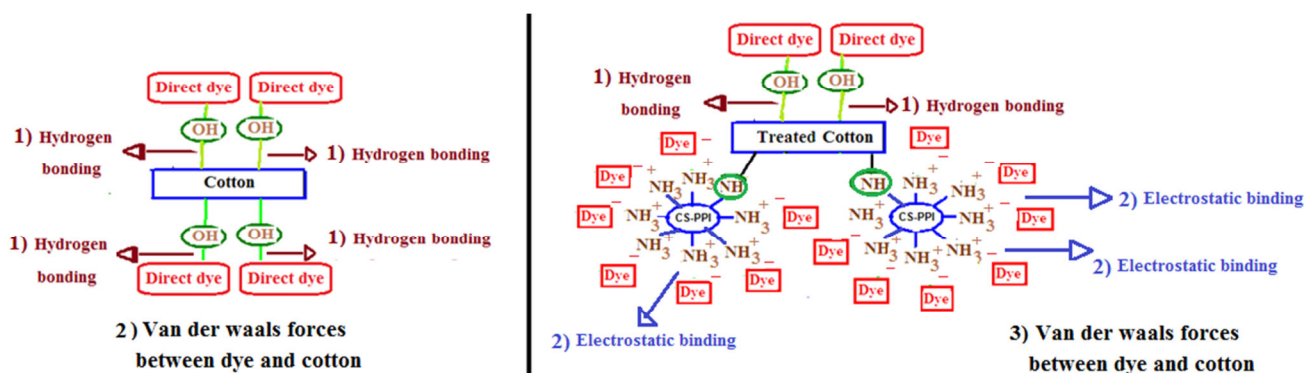 Direct dye Direct dye
OH OH
1) Hydrogen bonding
1) Hydrogen bonding
Cotton
OH OH
1) Hydrogen bonding
1) Hydrogen bonding
Direct dye Direct dye
2) Van der waals forces
between dye and cotton
Direct dye Direct dye
1) Hydrogen bonding
OH OH
1) Hydrogen bonding
Treated Cotton
Dye⁻ Dye⁻
Dye⁻ NH₃⁺ NH₃⁺ NH NH NH₃⁺ NH₃⁺ Dye⁻
Dye⁻ NH₃⁺ CS-PPI NH₃⁺ Dye⁻ NH₃⁺ CS-PPI NH₃⁺ Dye⁻
NH₃⁺ NH₃⁺ NH₃⁺ NH₃⁺ NH₃⁺ NH₃⁺
Dye⁻ Dye⁻ Dye⁻ Dye⁻ Dye⁻ Dye⁻ Dye⁻
2) Electrostatic binding
2) Electrostatic binding
2) Electrostatic binding
3) Van der waals forces
between dye and cotton